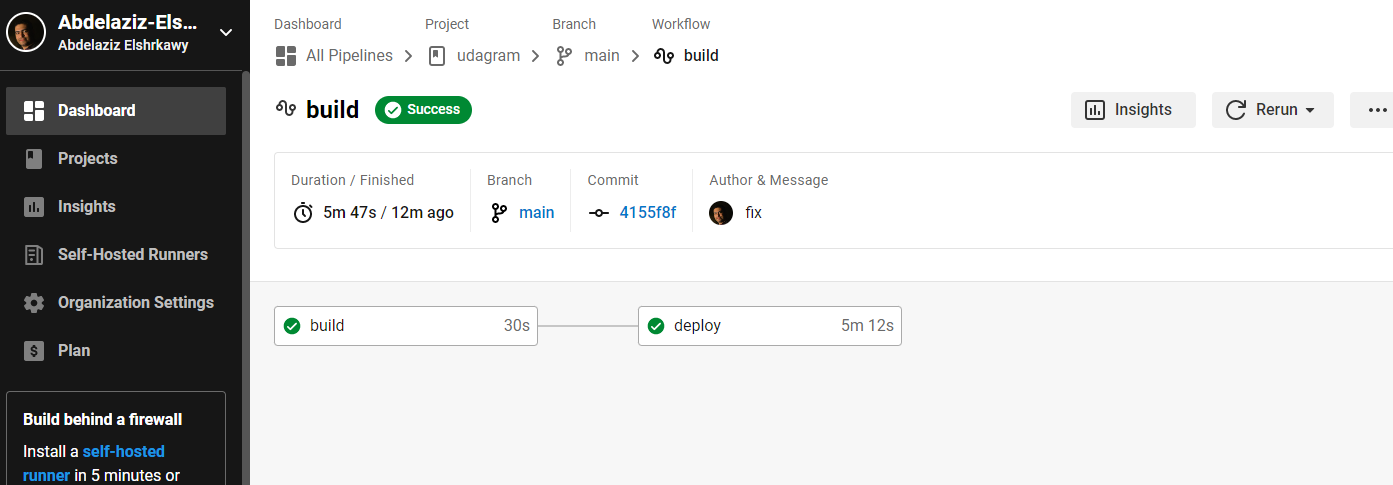 Abdelaziz-Els...
Abdelaziz Elshrkawy
Dashboard
Projects
Insights
Self-Hosted Runners
Organization Settings
Plan
Build behind a firewall
Install a self-hosted
runner in 5 minutes or
Dashboard Project Branch Workflow
All Pipelines udagram main build
build Success Insights Rerun
Duration / Finished Branch Commit Author & Message
5m 47s / 12m ago main 4155f8f fix
build 30s deploy 5m 12s